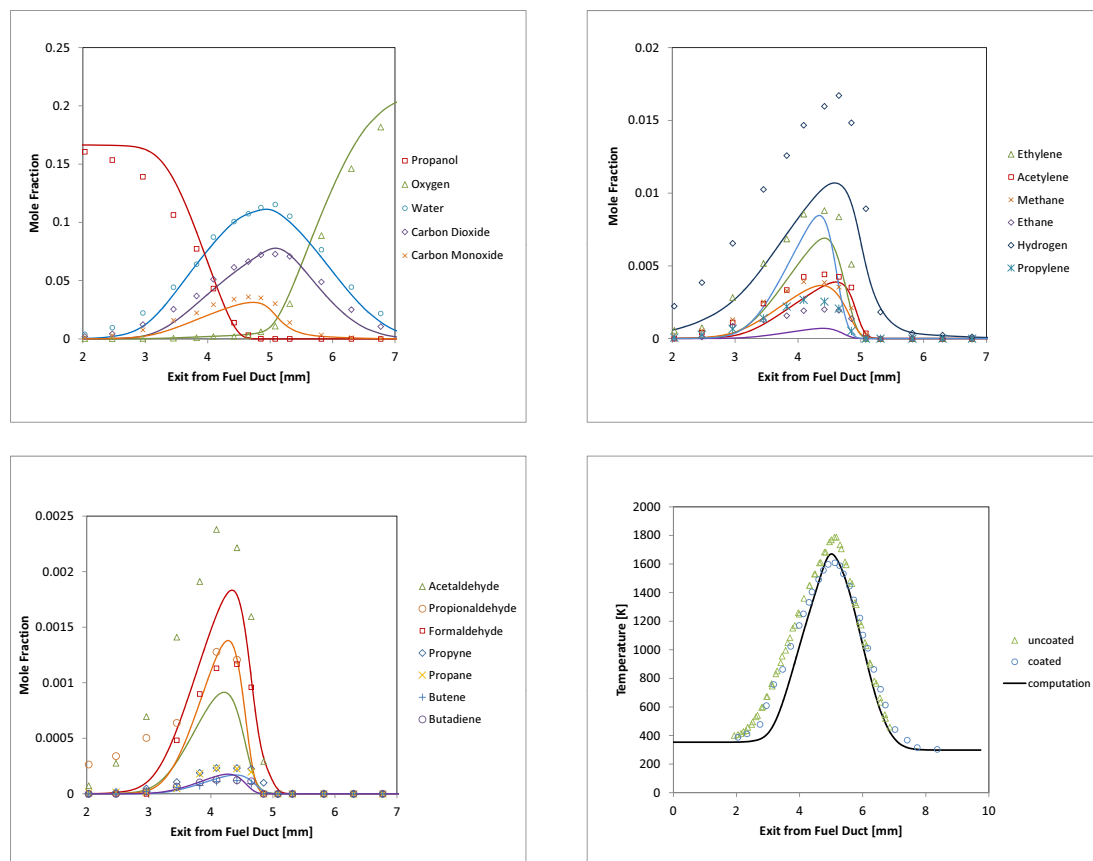 0.25
0.2
0.15
0.1
0.05
0
2 3 4 5 6 7
Mole Fraction
Exit from Fuel Duct [mm]
Propanol
Oxygen
Water
Carbon Dioxide
Carbon Monoxide
0.02
0.015
0.01
0.005
0
2 3 4 5 6 7
Mole Fraction
Exit from Fuel Duct [mm]
Ethylene
Acetylene
Methane
Ethane
Hydrogen
Propylene
0.0025
0.002
0.0015
0.001
0.0005
0
2 3 4 5 6 7
Mole Fraction
Exit from Fuel Duct [mm]
Acetaldehyde
Propionaldehyde
Formaldehyde
Propyne
Propane
Butene
Butadiene
2000
1800
1600
1400
1200
1000
800
600
400
200
0
0 2 4 6 8 10
Temperature [K]
Exit from Fuel Duct [mm]
uncoated
coated
computation